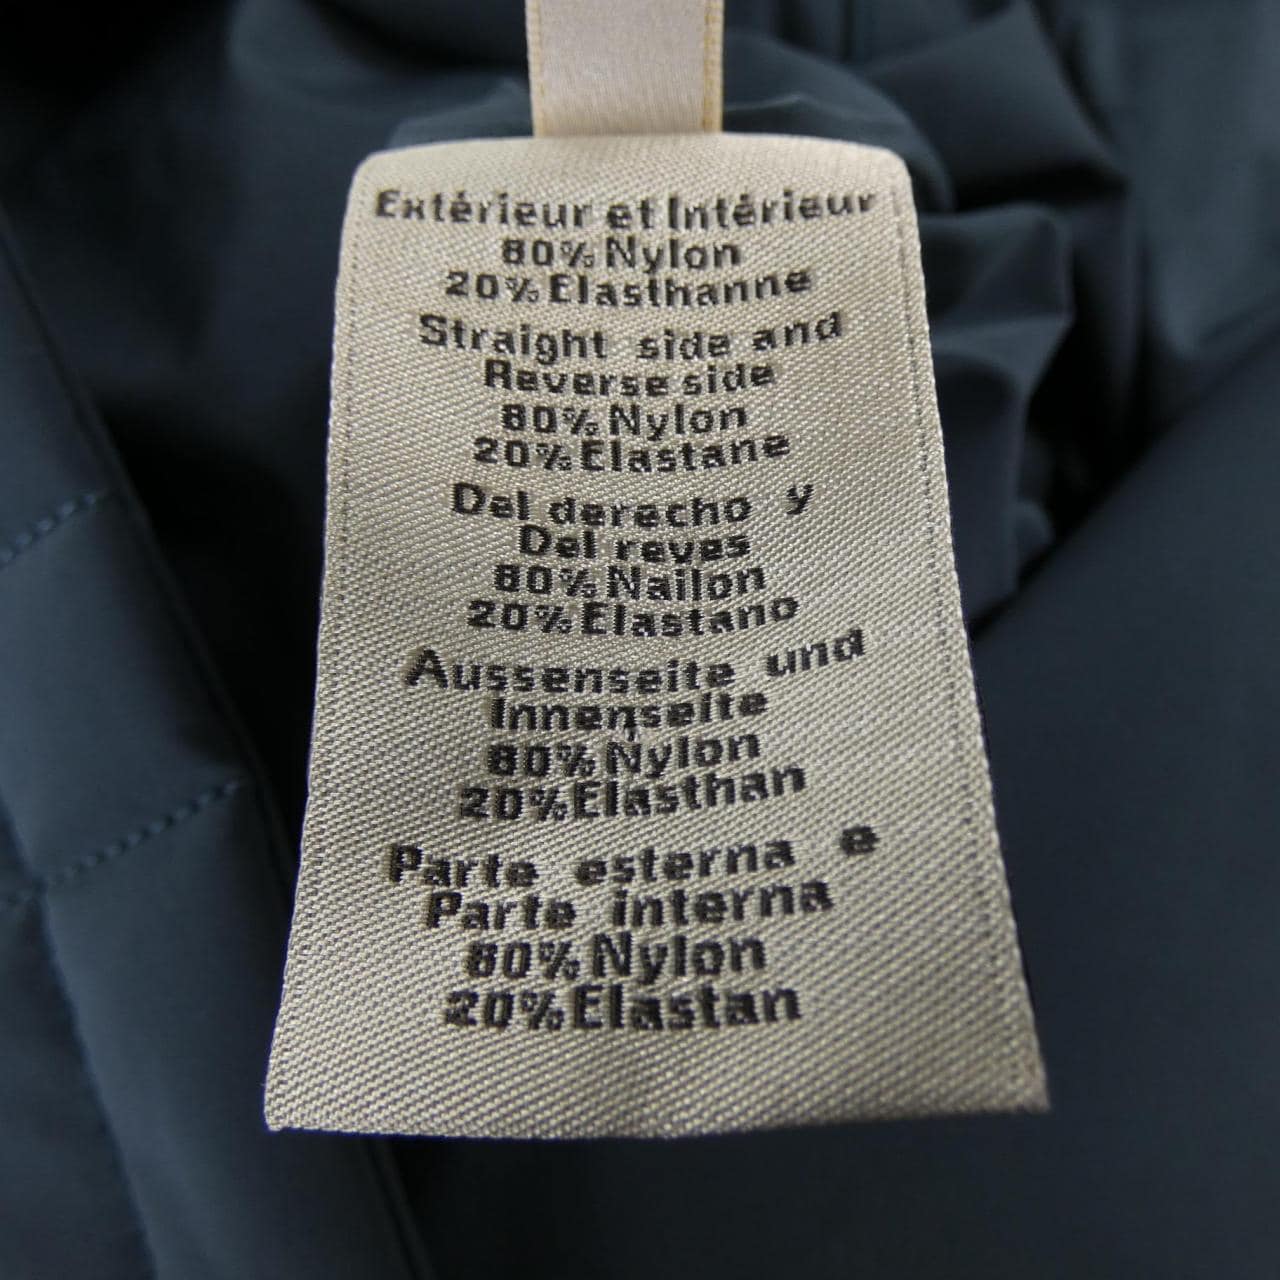 Extérieur et Intérieur
80% Nylon
20% Elasthanne
Straight side and
Reverse side
80% Nylon
20% Elastane
Del derecho y
Del reves
80% Nailon
20% Elastano
Aussenseite und
Innenseite
80% Nylon
20% Elasthan
Parte esterna e
Parte interna
80% Nylon
20% Elastan